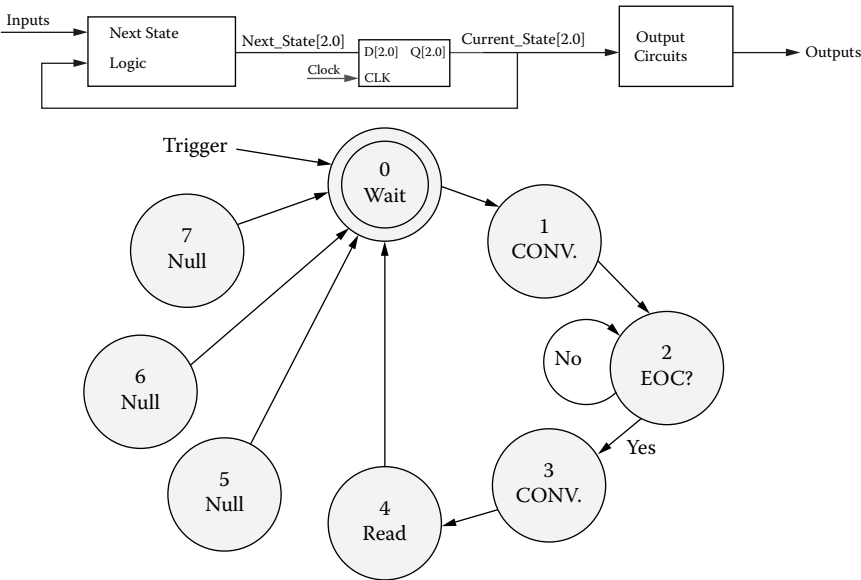 Inputs
Next State
Logic
Next_State[2.0]
D[2.0] Q[2.0]
Clock
CLK
Current_State[2.0]
Output
Circuits
Outputs
Trigger
0
Wait
1
CONV.
7
Null
2
EOC?
No
6
Null
Yes
3
CONV.
5
Null
4
Read